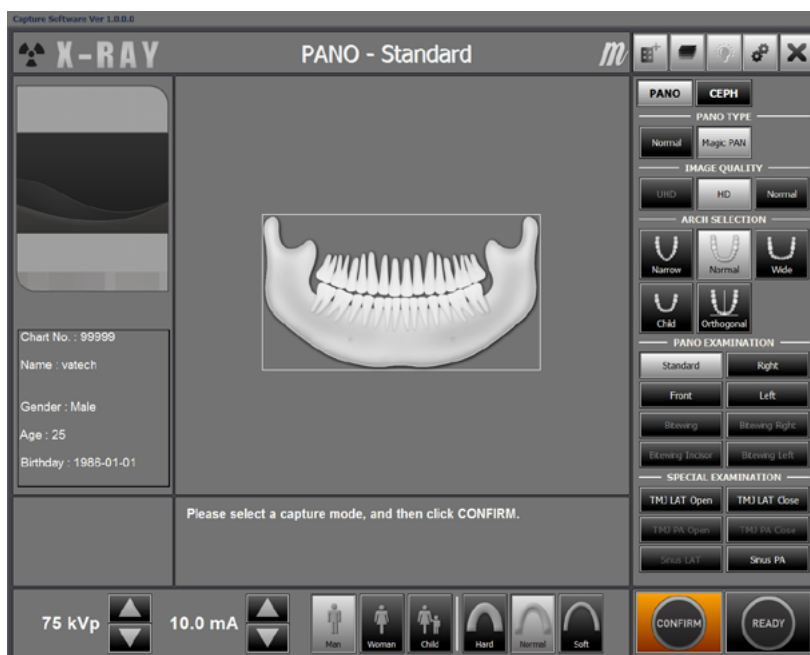 Capture Software Ver 1.0.0.0
X-RAY
PANO - Standard
m
PANO CEPH
PANO TYPE
Normal Magic PAN
IMAGE QUALITY
UHD HD Normal
ARCH SELECTION
Narrow Normal Wide
Child Orthogonal
PANO EXAMINATION
Standard Right
Front Left
Bitewing Bitewing Right
Bitewing Incisor Bitewing Left
SPECIAL EXAMINATION
TMJ LAT Open TMJ LAT Close
TMJ PA Open TMJ PA Close
Sinus LAT Sinus PA
Chart No. : 99999
Name : vatech
Gender : Male
Age : 25
Birthday : 1986-01-01
Please select a capture mode, and then click CONFIRM.
75 kVp 10.0 mA
Man Woman Child Hard Normal Soft
CONFIRM READY